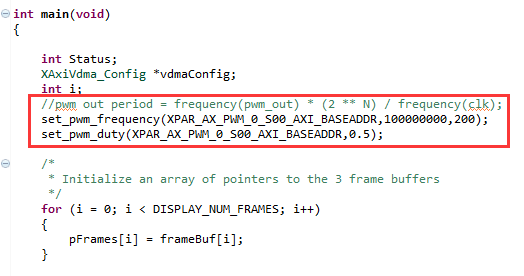 int main(void)
{
int Status;
XAxiVdma_Config *vdmaConfig;
int i;
//pwm out period = frequency(pwm_out) * (2 ** N) / frequency(clk);
set_pwm_frequency(XPAR_AX_PWM_0_S00_AXI_BASEADDR,100000000,200);
set_pwm_duty(XPAR_AX_PWM_0_S00_AXI_BASEADDR,0.5);
/*
* Initialize an array of pointers to the 3 frame buffers
*/
for (i = 0; i < DISPLAY_NUM_FRAMES; i++)
{
pFrames[i] = frameBuf[i];
}